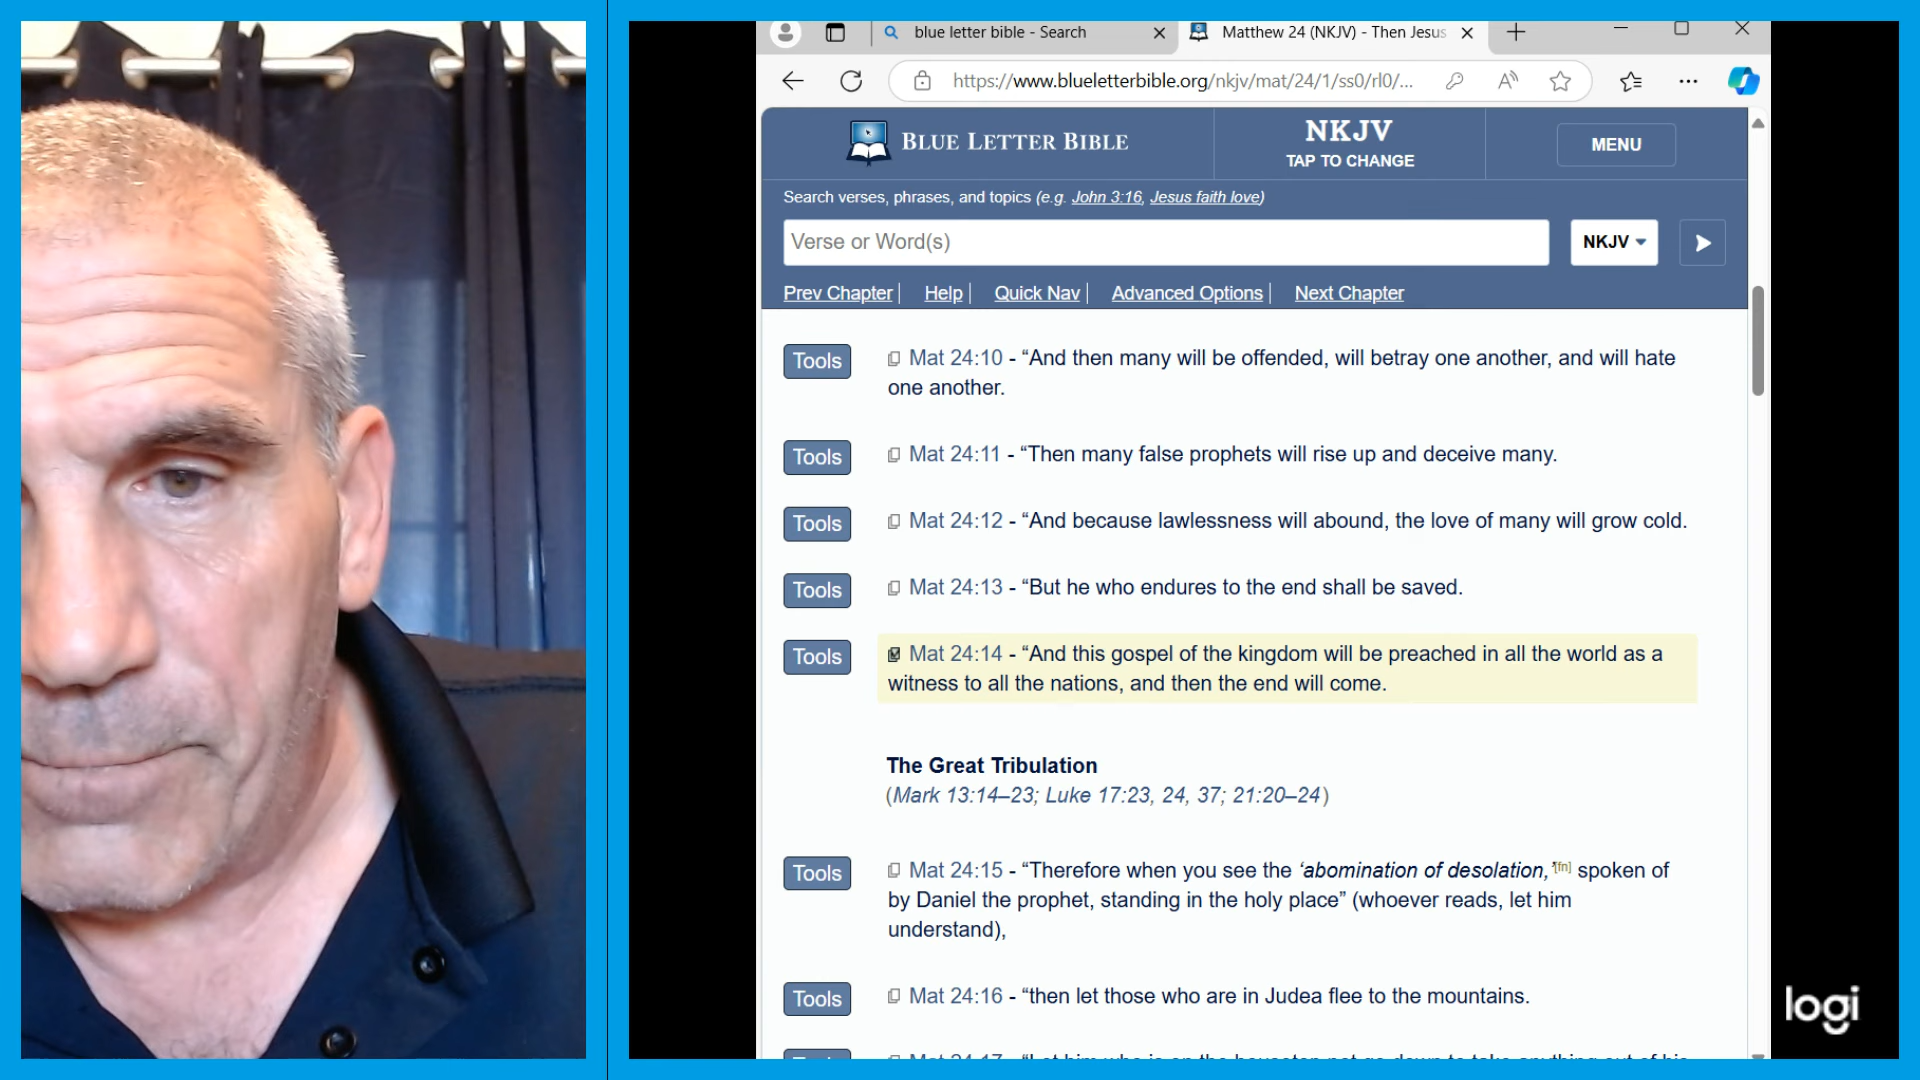 blue letter bible - Search
Matthew 24 (NKJV) - Then Jesus
https://www.blueletterbible.org/nkjv/mat/24/1/ss0/rl0/...
BLUE LETTER BIBLE
NKJV
TAP TO CHANGE
MENU
Search verses, phrases, and topics (e.g. John 3:16, Jesus faith love)
Verse or Word(s)
NKJV
Prev Chapter | Help | Quick Nav | Advanced Options | Next Chapter
Tools
Mat 24:10 - “And then many will be offended, will betray one another, and will hate
one another.
Tools
Mat 24:11 - “Then many false prophets will rise up and deceive many.
Tools
Mat 24:12 - “And because lawlessness will abound, the love of many will grow cold.
Tools
Mat 24:13 - “But he who endures to the end shall be saved.
Tools
Mat 24:14 - “And this gospel of the kingdom will be preached in all the world as a
witness to all the nations, and then the end will come.
The Great Tribulation
(Mark 13:14–23; Luke 17:23, 24, 37; 21:20–24)
Tools
Mat 24:15 - “Therefore when you see the ‘abomination of desolation,’[fn] spoken of
by Daniel the prophet, standing in the holy place” (whoever reads, let him
understand),
Tools
Mat 24:16 - “then let those who are in Judea flee to the mountains.
logi